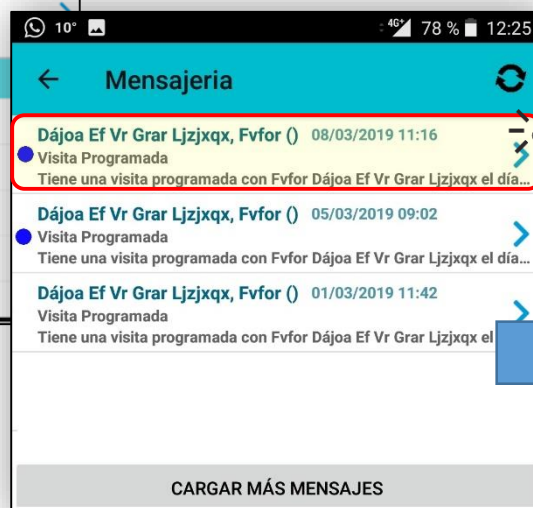 10° 4G+ 78 % 12:25
Mensajeria
Dájoa Ef Vr Grar Ljzjxqx, Fvfor () 08/03/2019 11:16
Visita Programada
Tiene una visita programada con Fvfor Dájoa Ef Vr Grar Ljzjxqx el día...
Dájoa Ef Vr Grar Ljzjxqx, Fvfor () 05/03/2019 09:02
Visita Programada
Tiene una visita programada con Fvfor Dájoa Ef Vr Grar Ljzjxqx el día...
Dájoa Ef Vr Grar Ljzjxqx, Fvfor () 01/03/2019 11:42
Visita Programada
Tiene una visita programada con Fvfor Dájoa Ef Vr Grar Ljzjxqx el
CARGAR MÁS MENSAJES